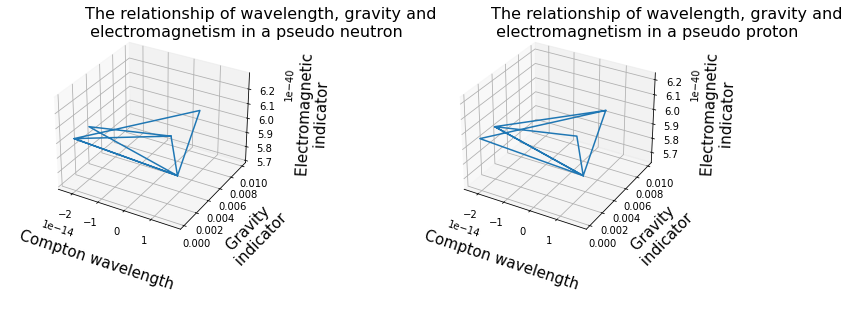 The relationship of wavelength, gravity and
electromagnetism in a pseudo neutron
1e−40
6.2
6.1
6.0
5.9
5.8
5.7
Electromagnetic
indicator
0.010
0.008
0.006
0.004
0.002
0.000
Gravity
indicator
−2
−1
0
1
1e−14
Compton wavelength
The relationship of wavelength, gravity and
electromagnetism in a pseudo proton
1e−40
6.2
6.1
6.0
5.9
5.8
5.7
Electromagnetic
indicator
0.010
0.008
0.006
0.004
0.002
0.000
Gravity
indicator
−2
−1
0
1
1e−14
Compton wavelength